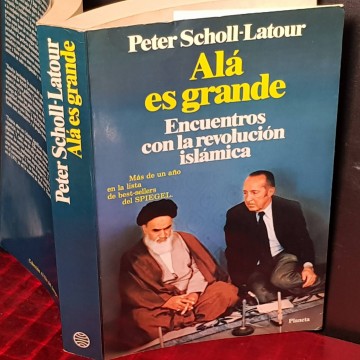 Peter Scholl-Latour
Alá
es grande
Encuentros
con la revolución
islámica
Más de un año
en la lista
de best-sellers
del SPIEGEL.
Planeta
Peter Scholl-Latour
Alá es grande